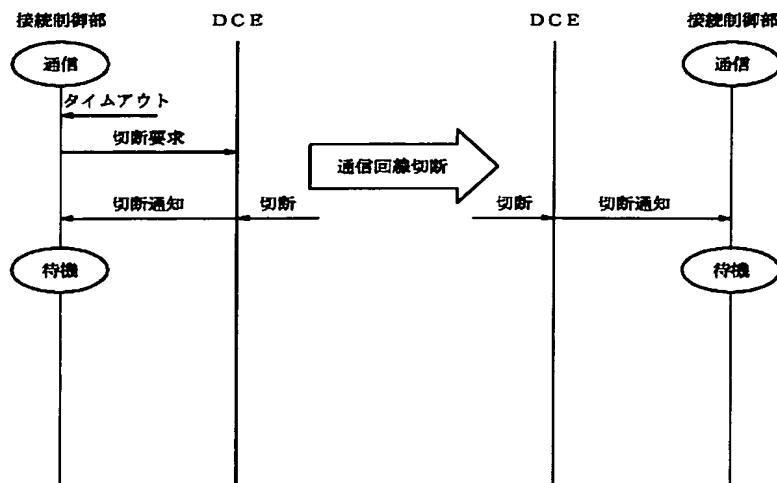 接続制御部 ＤＣＥ ＤＣＥ 接続制御部
通信 通信
タイムアウト
切断要求
通信回線切断
切断通知 切断 切断 切断通知
待機 待機